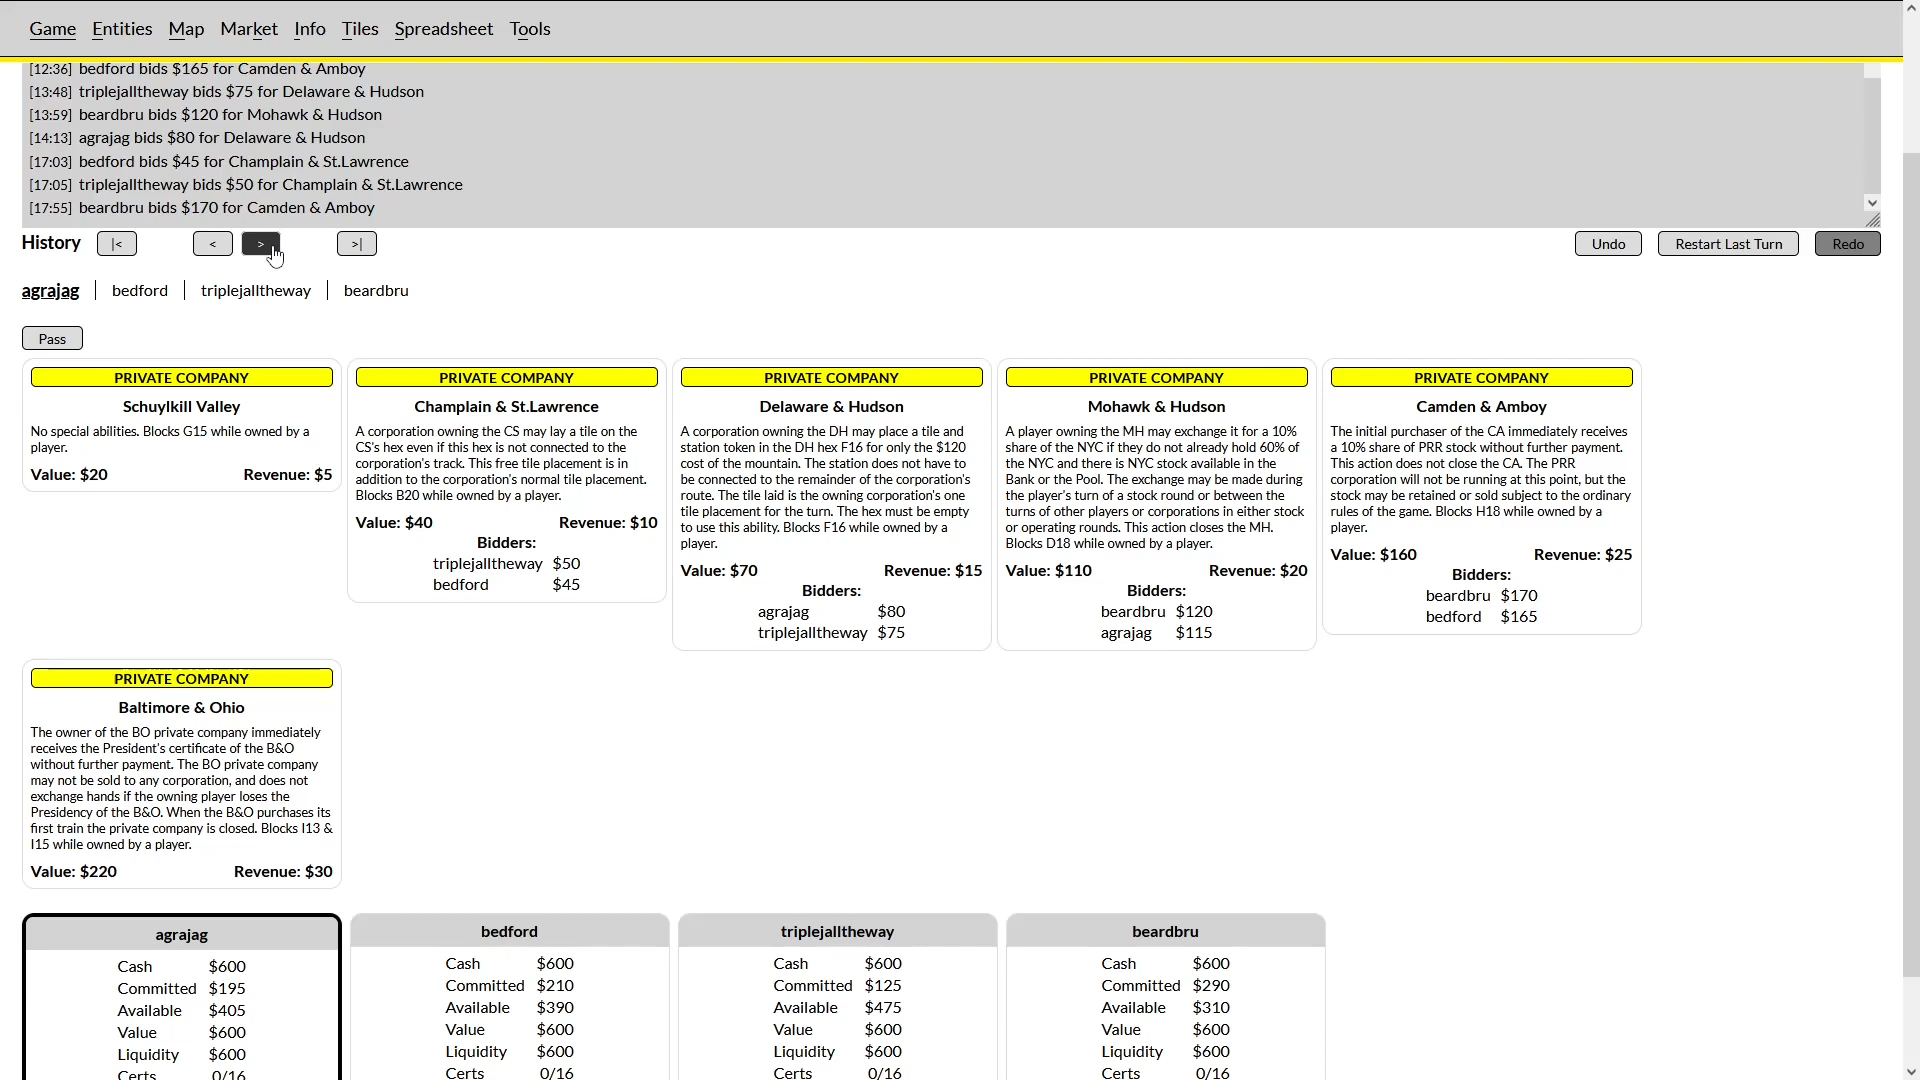 Game Entities Map Market Info Tiles Spreadsheet Tools
[12:36] bedford bids $165 for Camden & Amboy
[13:48] triplejalltheway bids $75 for Delaware & Hudson
[13:59] beardbru bids $120 for Mohawk & Hudson
[14:13] agrajag bids $80 for Delaware & Hudson
[17:03] bedford bids $45 for Champlain & St.Lawrence
[17:05] triplejalltheway bids $50 for Champlain & St.Lawrence
[17:55] beardbru bids $170 for Camden & Amboy
History |< < > >| Undo Restart Last Turn Redo
agrajag bedford triplejalltheway beardbru
Pass
PRIVATE COMPANY
Schuylkill Valley
No special abilities. Blocks G15 while owned by a
player.
Value: $20 Revenue: $5
PRIVATE COMPANY
Champlain & St.Lawrence
A corporation owning the CS may lay a tile on the
CS's hex even if this hex is not connected to the
corporation's track. This free tile placement is in
addition to the corporation's normal tile placement.
Blocks B20 while owned by a player.
Value: $40 Revenue: $10
Bidders:
triplejalltheway $50
bedford $45
PRIVATE COMPANY
Delaware & Hudson
A corporation owning the DH may place a tile and
station token in the DH hex F16 for only the $120
cost of the mountain. The station does not have to
be connected to the remainder of the corporation's
route. The tile laid is the owning corporation's one
tile placement for the turn. The hex must be empty
to use this ability. Blocks F16 while owned by a
player.
Value: $70 Revenue: $15
Bidders:
agrajag $80
triplejalltheway $75
PRIVATE COMPANY
Mohawk & Hudson
A player owning the MH may exchange it for a 10%
share of the NYC if they do not already hold 60% of
the NYC and there is NYC stock available in the
Bank or the Pool. The exchange may be made during
the player's turn of a stock round or between the
turns of other players or corporations in either stock
or operating rounds. This action closes the MH.
Blocks D18 while owned by a player.
Value: $110 Revenue: $20
Bidders:
beardbru $120
agrajag $115
PRIVATE COMPANY
Camden & Amboy
The initial purchaser of the CA immediately receives
a 10% share of PRR stock without further payment.
This action does not close the CA. The PRR
corporation will not be running at this point, but the
stock may be retained or sold subject to the ordinary
rules of the game. Blocks H18 while owned by a
player.
Value: $160 Revenue: $25
Bidders:
beardbru $170
bedford $165
PRIVATE COMPANY
Baltimore & Ohio
The owner of the BO private company immediately
receives the President's certificate of the B&O
without further payment. The BO private company
may not be sold to any corporation, and does not
exchange hands if the owning player loses the
Presidency of the B&O. When the B&O purchases its
first train the private company is closed. Blocks I13 &
I15 while owned by a player.
Value: $220 Revenue: $30
agrajag
Cash $600
Committed $195
Available $405
Value $600
Liquidity $600
Certs 0/16
bedford
Cash $600
Committed $210
Available $390
Value $600
Liquidity $600
Certs 0/16
triplejalltheway
Cash $600
Committed $125
Available $475
Value $600
Liquidity $600
Certs 0/16
beardbru
Cash $600
Committed $290
Available $310
Value $600
Liquidity $600
Certs 0/16